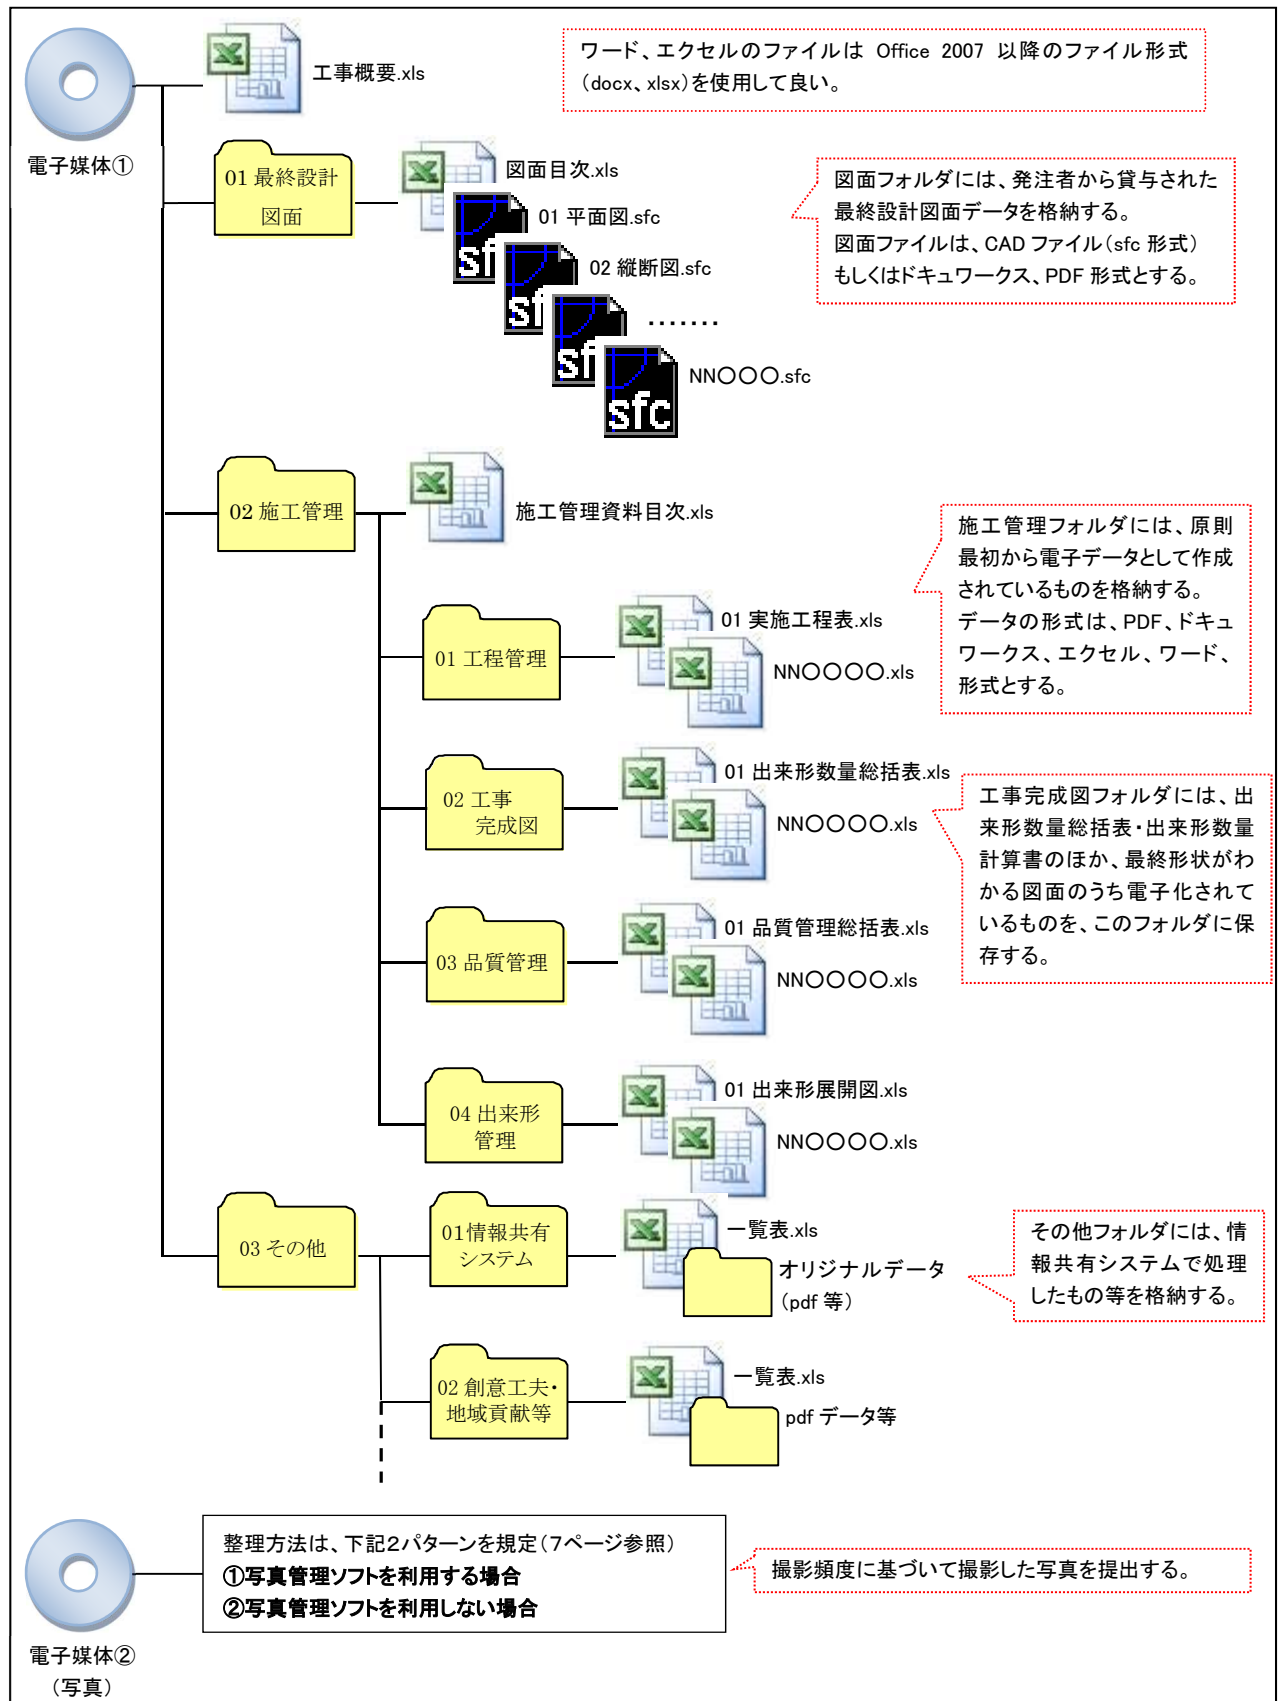 工事概要.xls
ワード、エクセルのファイルは Office 2007 以降のファイル形式
（docx、xlsx）を使用して良い。
電子媒体①
01 最終設計
図面
図面目次.xls
01 平面図.sfc
02 縦断図.sfc
‥‥‥‥
NN○○○.sfc
sf
sf
sf
sfc
図面フォルダには、発注者から貸与された
最終設計図面データを格納する。
図面ファイルは、CAD ファイル（sfc 形式）
もしくはドキュワークス、PDF 形式とする。
02 施工管理
施工管理資料目次.xls
施工管理フォルダには、原則
最初から電子データとして作成
されているものを格納する。
データの形式は、PDF、ドキュ
ワークス、エクセル、ワード、
形式とする。
01 工程管理
01 実施工程表.xls
NN○○○○.xls
02 工事
完成図
01 出来形数量総括表.xls
NN○○○○.xls
工事完成図フォルダには、出
来形数量総括表・出来形数量
計算書のほか、最終形状がわ
かる図面のうち電子化されて
いるものを、このフォルダに保
存する。
03 品質管理
01 品質管理総括表.xls
NN○○○○.xls
04 出来形
管理
01 出来形展開図.xls
NN○○○○.xls
03 その他
01情報共有
システム
一覧表.xls
オリジナルデータ
（pdf 等）
その他フォルダには、情
報共有システムで処理
したもの等を格納する。
02 創意工夫・
地域貢献等
一覧表.xls
pdf データ等
整理方法は、下記２パターンを規定（７ページ参照）
①写真管理ソフトを利用する場合
②写真管理ソフトを利用しない場合
撮影頻度に基づいて撮影した写真を提出する。
電子媒体②
（写真）